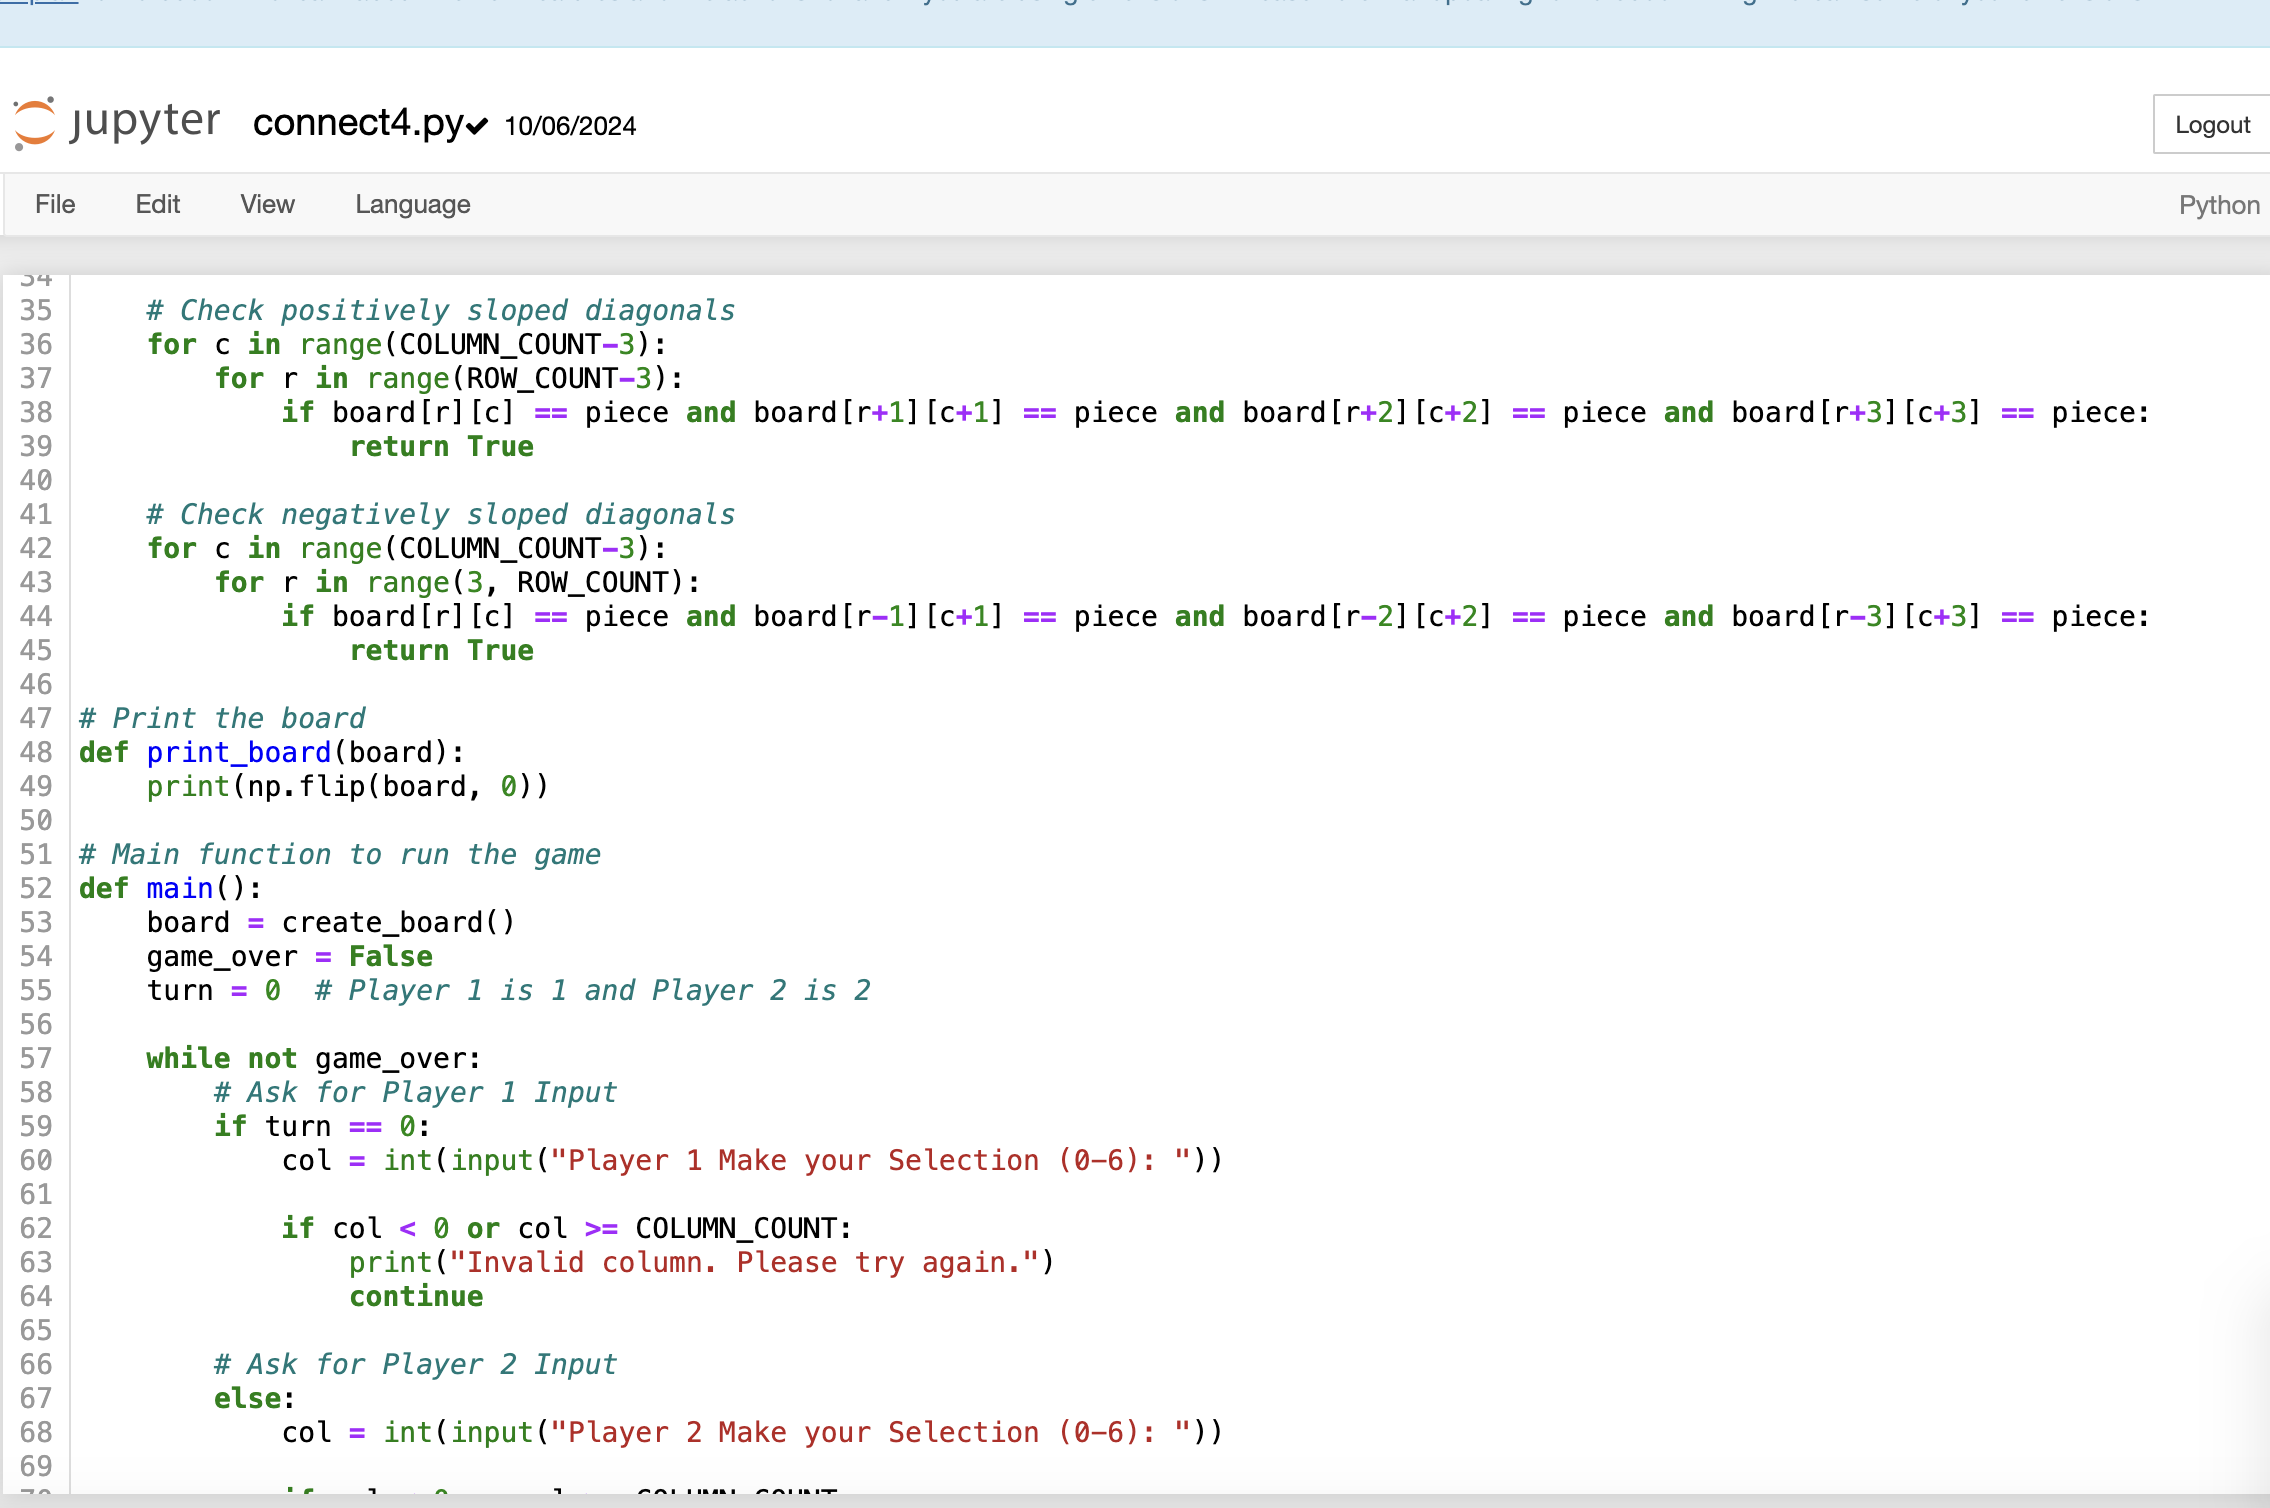 jupyter connect4.py✔ 10/06/2024 Logout
File Edit View Language Python
34
35     # Check positively sloped diagonals
36     for c in range(COLUMN_COUNT-3):
37         for r in range(ROW_COUNT-3):
38             if board[r][c] == piece and board[r+1][c+1] == piece and board[r+2][c+2] == piece and board[r+3][c+3] == piece:
39                 return True
40
41     # Check negatively sloped diagonals
42     for c in range(COLUMN_COUNT-3):
43         for r in range(3, ROW_COUNT):
44             if board[r][c] == piece and board[r-1][c+1] == piece and board[r-2][c+2] == piece and board[r-3][c+3] == piece:
45                 return True
46
47 # Print the board
48 def print_board(board):
49     print(np.flip(board, 0))
50
51 # Main function to run the game
52 def main():
53     board = create_board()
54     game_over = False
55     turn = 0  # Player 1 is 1 and Player 2 is 2
56
57     while not game_over:
58         # Ask for Player 1 Input
59         if turn == 0:
60             col = int(input("Player 1 Make your Selection (0-6): "))
61
62             if col < 0 or col >= COLUMN_COUNT:
63                 print("Invalid column. Please try again.")
64                 continue
65
66         # Ask for Player 2 Input
67         else:
68             col = int(input("Player 2 Make your Selection (0-6): "))
69
70             if col < 0 or col >= COLUMN_COUNT